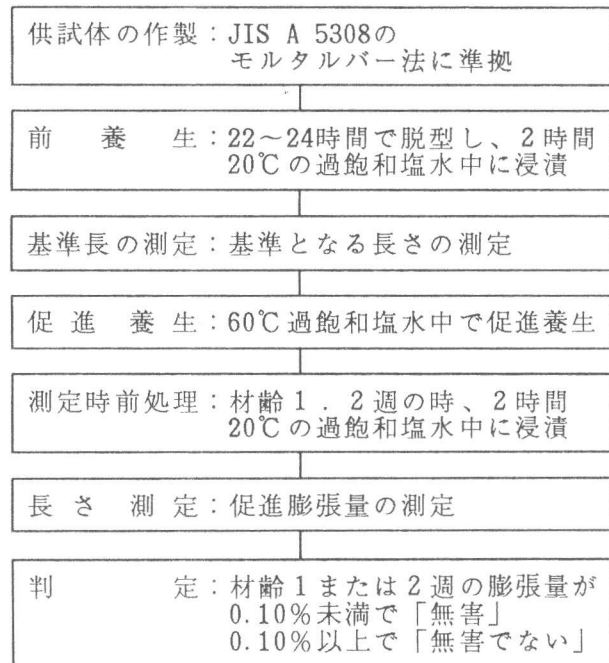 供試体の作製：JIS A 5308の
モルタルバー法に準拠
前　養　生：22～24時間で脱型し、2時間
20℃の過飽和塩水中に浸漬
基準長の測定：基準となる長さの測定
促進　養生：60℃過飽和塩水中で促進養生
測定時前処理：材齢1．2週の時、2時間
20℃の過飽和塩水中に浸漬
長さ　測定：促進膨張量の測定
判　　　定：材齢1または2週の膨張量が
0.10％未満で「無害」
0.10％以上で「無害でない」